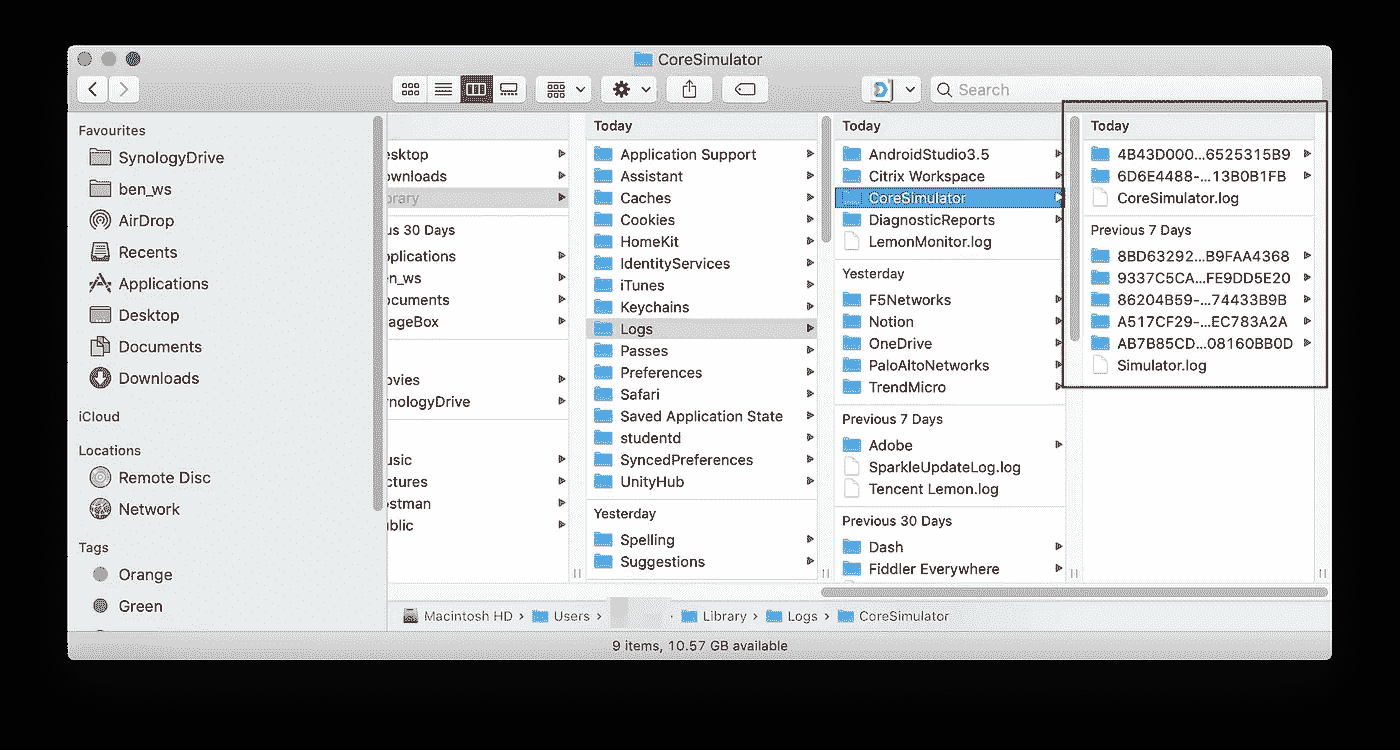 CoreSimulator
Search
Favourites
SynologyDrive
ben_ws
AirDrop
Recents
Applications
Desktop
Documents
Downloads
iCloud
Locations
Remote Disc
Network
Tags
Orange
Green
esktop
ownloads
brary
us 30 Days
pplications
en_ws
ocuments
ageBox
ovies
nologyDrive
usic
ctures
ostman
ublic
Today
Application Support
Assistant
Caches
Cookies
HomeKit
IdentityServices
iTunes
Keychains
Logs
Passes
Preferences
Safari
Saved Application State
studentd
SyncedPreferences
UnityHub
Yesterday
Spelling
Suggestions
Today
AndroidStudio3.5
Citrix Workspace
CoreSimulator
DiagnosticReports
LemonMonitor.log
Yesterday
F5Networks
Notion
OneDrive
PaloAltoNetworks
TrendMicro
Previous 7 Days
Adobe
SparkleUpdateLog.log
Tencent Lemon.log
Previous 30 Days
Dash
Fiddler Everywhere
Today
4B43D000...6525315B9
6D6E4488-...13B0B1FB
CoreSimulator.log
Previous 7 Days
8BD63292...B9FAA4368
9337C5CA...FE9DD5E20
86204B59-...74433B9B
A517CF29-...EC783A2A
AB7B85CD...08160BB0D
Simulator.log
Macintosh HD › Users › Library › Logs › CoreSimulator
9 items, 10.57 GB available